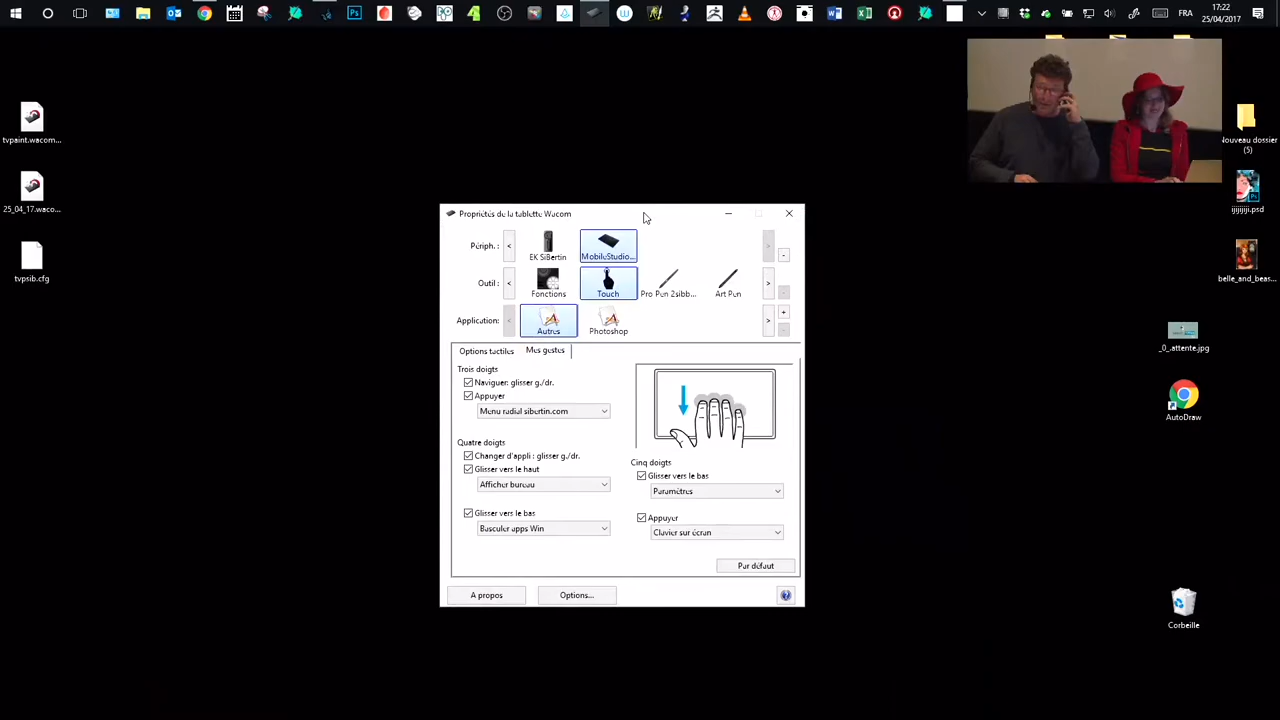 17:22
FR
25/04/2017
tvpaint.wacom...
25_04_17.waco...
tvpsib.cfg
Nouveau dossier
(5)
ijijijiji.psd
belle_and_beas...
_0_.attente.jpg
AutoDraw
Corbeille
Propriétés de la tablette Wacom
Périph. :
EK SiBertin
MobileStudio...
Outil :
Fonctions
Touch
Pro Pen 2sibb...
Art Pen
Application:
Autres
Photoshop
Options tactiles
Mes gestes
Trois doigts
Naviguer: glisser g./dr.
Appuyer
Menu radial sibertin.com
Quatre doigts
Changer d'appli : glisser g./dr.
Glisser vers le haut
Afficher bureau
Glisser vers le bas
Basculer apps Win
Cinq doigts
Glisser vers le bas
Paramètres
Appuyer
Clavier sur écran
Par défaut
A propos
Options...